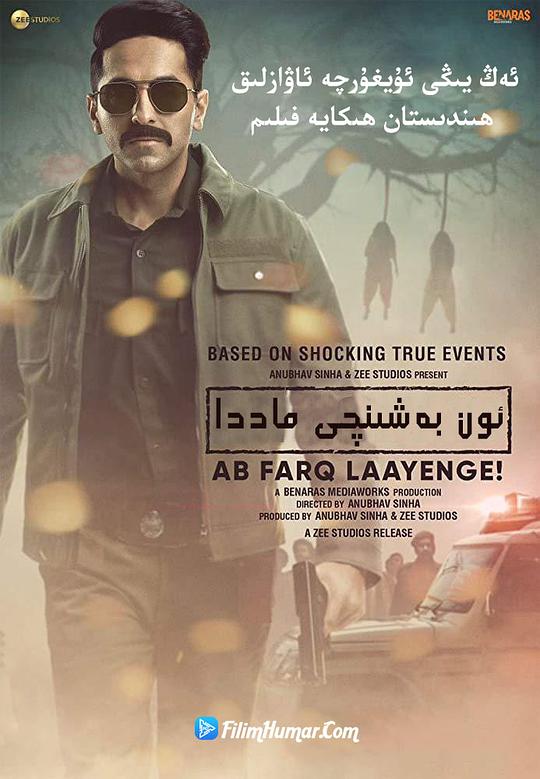 ZEE STUDIOS
BENARAS
ئەڭ يېڭى ئۇيغۇرچە ئاۋازلىق
ھىندىستان ھىكايە فىلىم
BASED ON SHOCKING TRUE EVENTS
ANUBHAV SINHA & ZEE STUDIOS PRESENT
ئون بەشىنچى ماددا
AB FARQ LAAYENGE!
A BENARAS MEDIAWORKS PRODUCTION
DIRECTED BY ANUBHAV SINHA
PRODUCED BY ANUBHAV SINHA & ZEE STUDIOS
A ZEE STUDIOS RELEASE
FilimHumar.Com